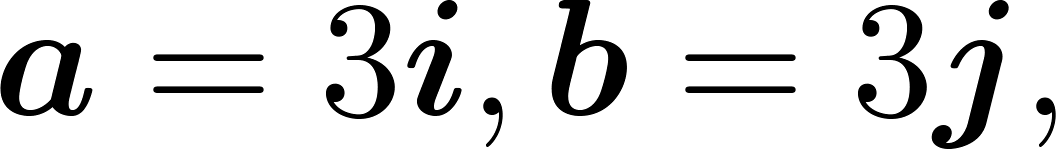 a = 3i, b = 3j,